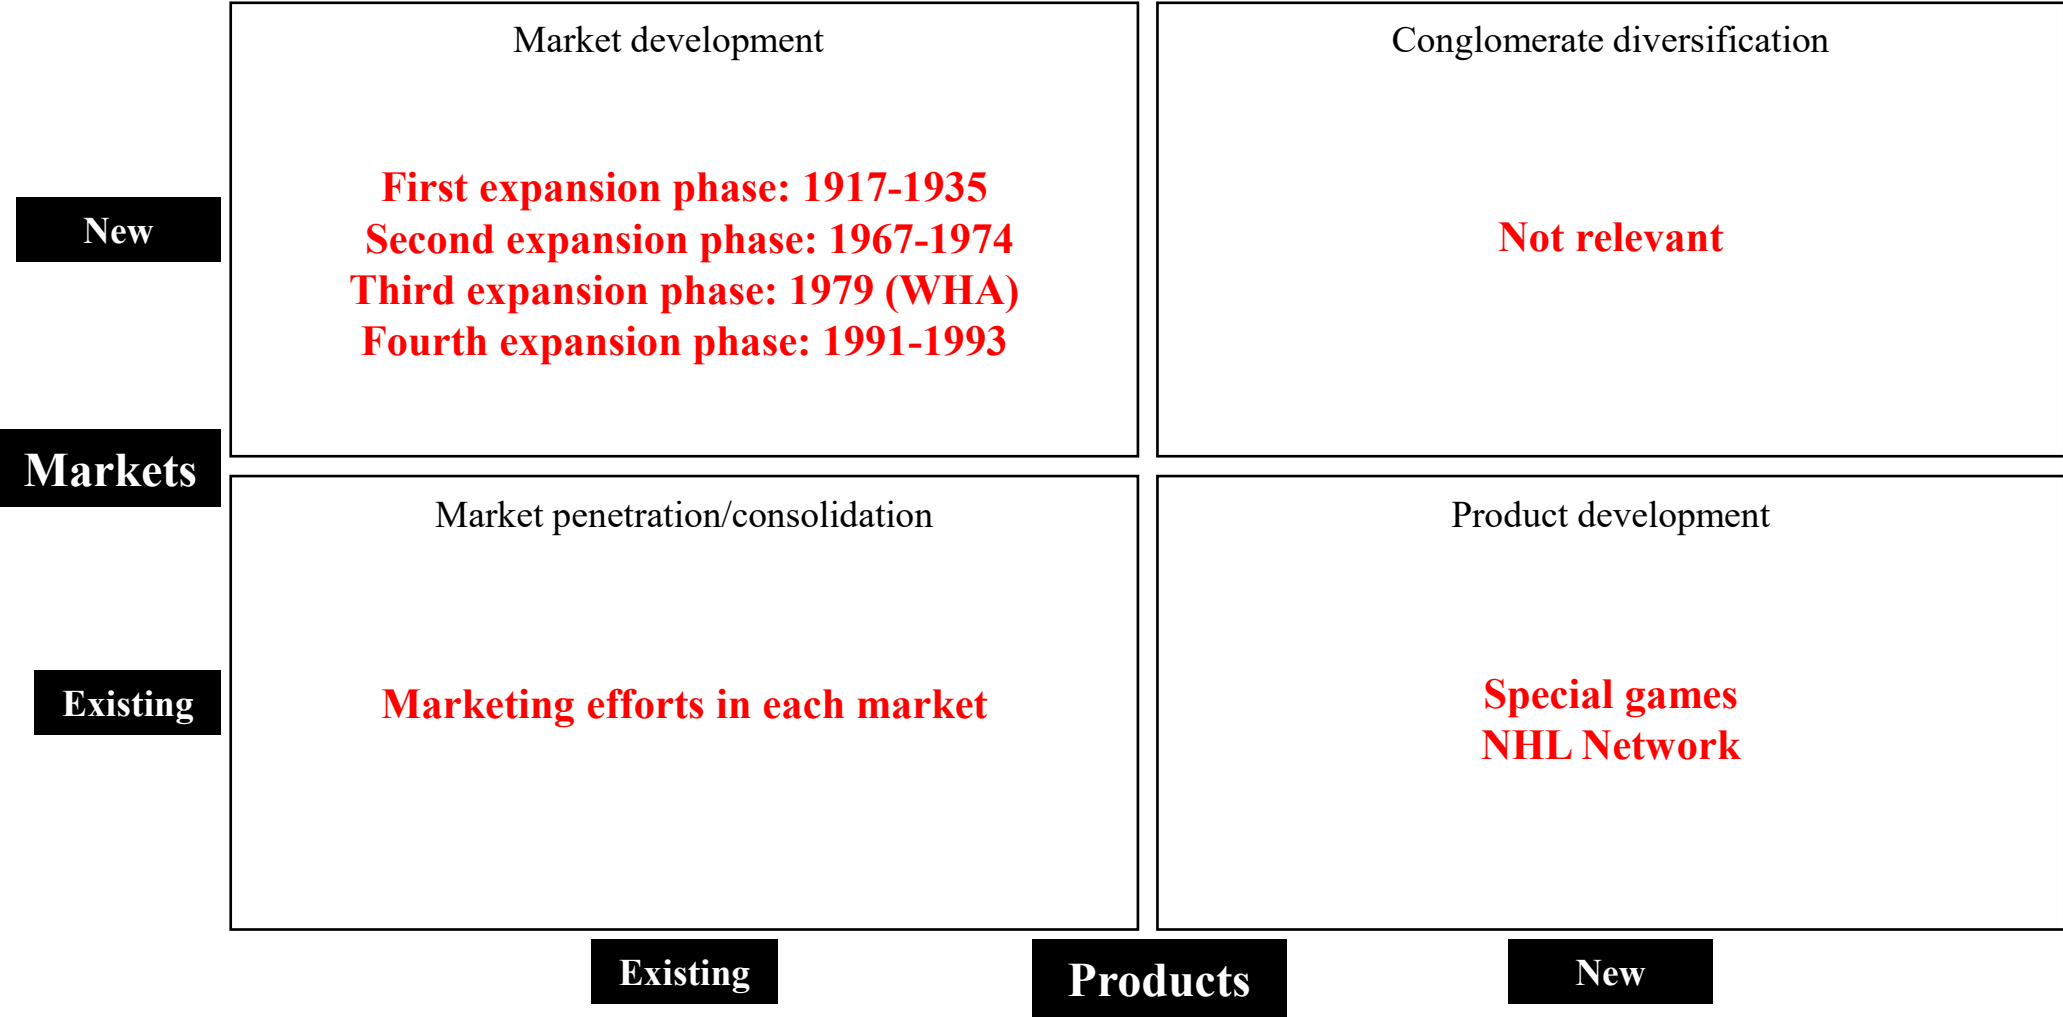 Market development
Conglomerate diversification
First expansion phase: 1917-1935
Second expansion phase: 1967-1974
Third expansion phase: 1979 (WHA)
Fourth expansion phase: 1991-1993
Not relevant
New
Markets
Market penetration/consolidation
Product development
Existing
Marketing efforts in each market
Special games
NHL Network
Existing
Products
New